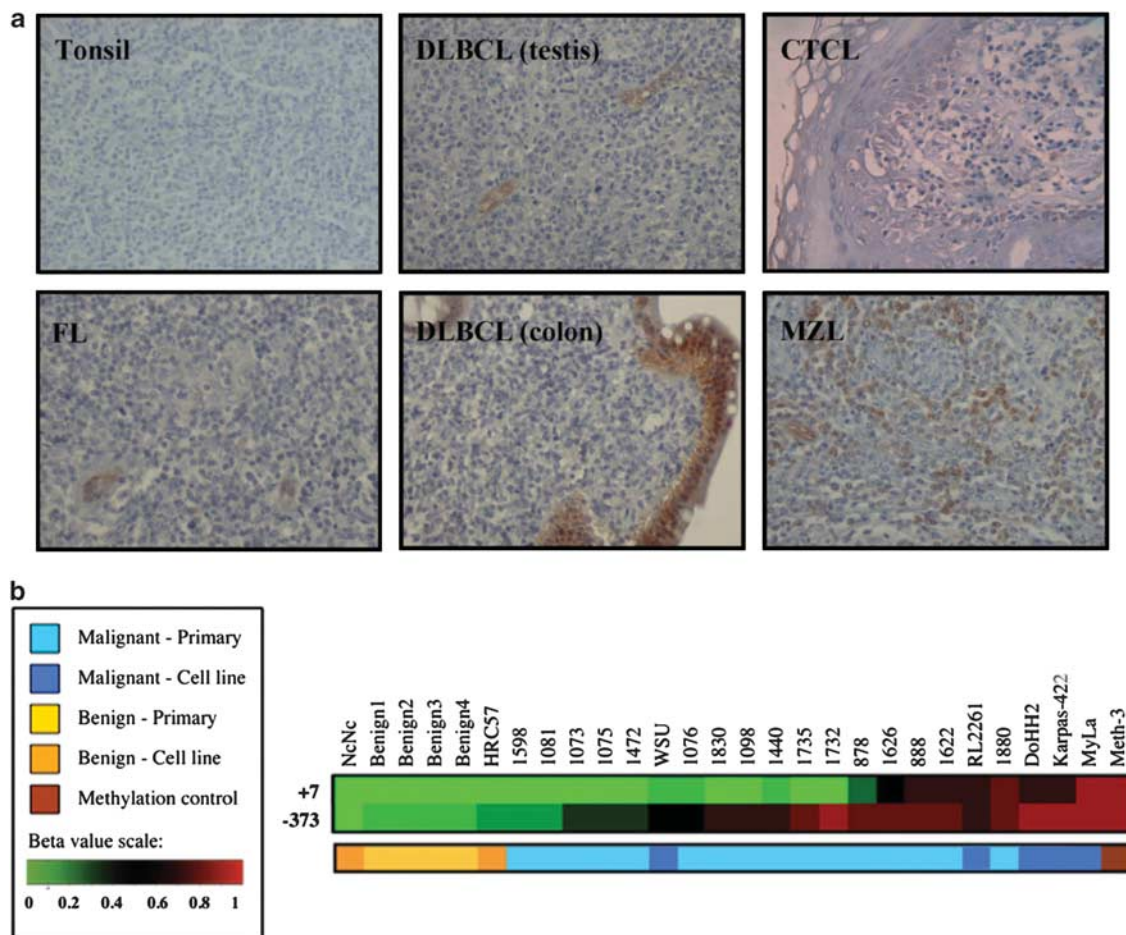 a
Tonsil
DLBCL (testis)
CTCL
FL
DLBCL (colon)
MZL
b
Malignant - Primary
Malignant - Cell line
Benign - Primary
Benign - Cell line
Methylation control
Beta value scale:
0 0.2 0.4 0.6 0.8 1
NcNc
Benign1
Benign2
Benign3
Benign4
HRC57
1598
1081
1073
1075
1472
WSU
1076
1830
1098
1440
1735
1732
878
1626
888
1622
RL2261
1880
DoHH2
Karpas-422
MyLa
Meth-3
+7
-373